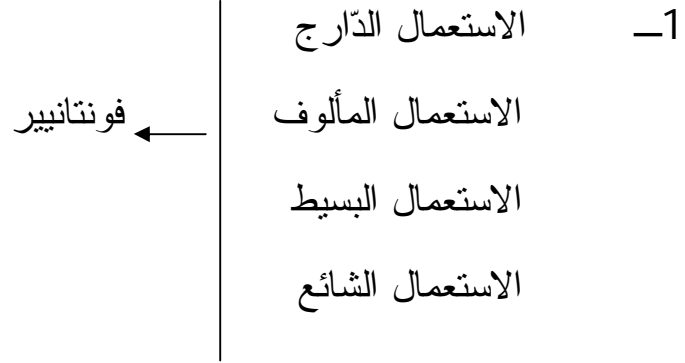 1ـ الاستعمال الدّارج
الاستعمال المألوف
فونتانيير
الاستعمال البسيط
الاستعمال الشائع